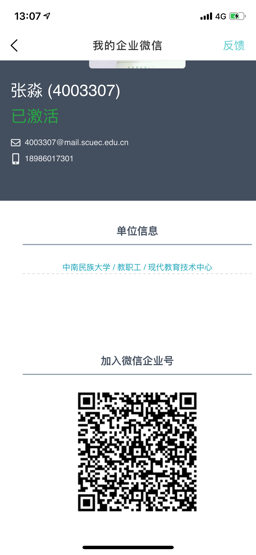 13:07
4G
我的企业微信
反馈
张淼 (4003307)
已激活
4003307@mail.scuec.edu.cn
18986017301
单位信息
中南民族大学 / 教职工 / 现代教育技术中心
加入微信企业号